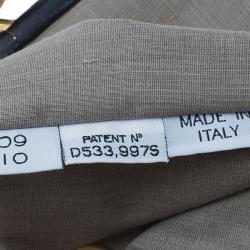 09
10
PATENT Nº
D533,997S
MADE IN
ITALY